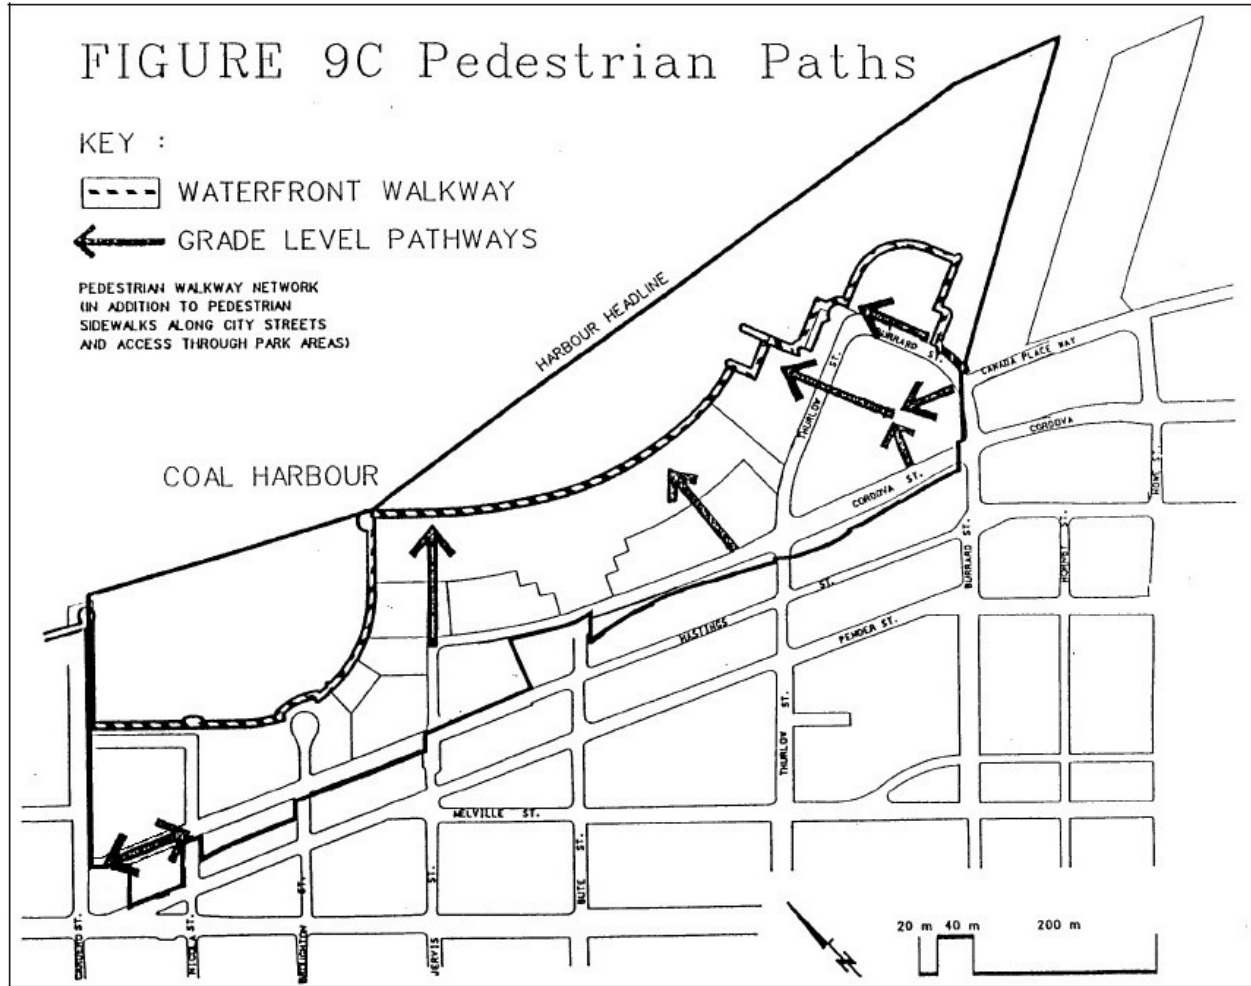 FIGURE 9C Pedestrian Paths
KEY :
WATERFRONT WALKWAY
GRADE LEVEL PATHWAYS
PEDESTRIAN WALKWAY NETWORK
(IN ADDITION TO PEDESTRIAN
SIDEWALKS ALONG CITY STREETS
AND ACCESS THROUGH PARK AREAS)
HARBOUR HEADLINE
COAL HARBOUR
BURRARD ST.
CANADA PLACE WAY
THURLOW ST.
CORDOVA
CORDOVA ST.
HOWE ST.
HORNBY ST.
BURRARD ST.
HASTINGS ST.
PENDER ST.
THURLOW ST.
MELVILLE ST.
BUTE ST.
CARDERO ST.
NICOLA ST.
BROUGHTON ST.
JERVIS ST.
N
20 m 40 m 200 m